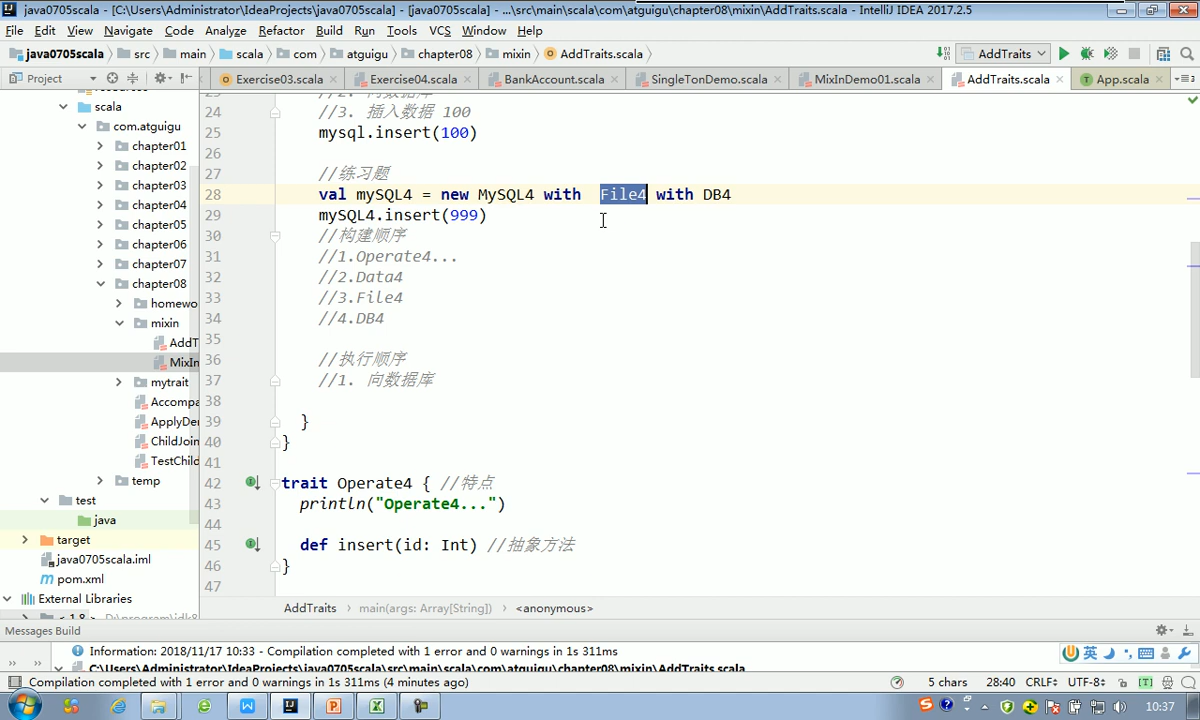 java0705scala - [C:\Users\Administrator\IdeaProjects\java0705scala] - [java0705scala] - ...\src\main\scala\com\atguigu\chapter08\mixin\AddTraits.scala - IntelliJ IDEA 2017.2.5
File Edit View Navigate Code Analyze Refactor Build Run Tools VCS Window Help
java0705scala src main scala com atguigu chapter08 mixin AddTraits.scala AddTraits
Project Exercise03.scala Exercise04.scala BankAccount.scala SingleTonDemo.scala MixInDemo01.scala AddTraits.scala App.scala
scala
com.atguigu
chapter01
chapter02
chapter03
chapter04
chapter05
chapter06
chapter07
chapter08
homewo
mixin
AddT
MixIn
mytrait
Accompa
ApplyDe
ChildJoin
TestChild
temp
test
java
target
java0705scala.iml
pom.xml
External Libraries
24 //3. 插入数据 100
25 mysql.insert(100)
26
27 //练习题
28 val mySQL4 = new MySQL4 with File4 with DB4
29 mySQL4.insert(999)
30 //构建顺序
31 //1.Operate4...
32 //2.Data4
33 //3.File4
34 //4.DB4
35
36 //执行顺序
37 //1. 向数据库
38
39 }
40 }
41
42 trait Operate4 { //特点
43 println("Operate4...")
44
45 def insert(id: Int) //抽象方法
46 }
47
AddTraits main(args: Array[String]) <anonymous>
Messages Build
Information: 2018/11/17 10:33 - Compilation completed with 1 error and 0 warnings in 1s 311ms
C:\Users\Administrator\IdeaProjects\java0705scala\src\main\scala\com\atguigu\chapter08\mixin\AddTraits.scala
英
Compilation completed with 1 error and 0 warnings in 1s 311ms (4 minutes ago) 5 chars 28:40 CRLF÷ UTF-8÷
10:37